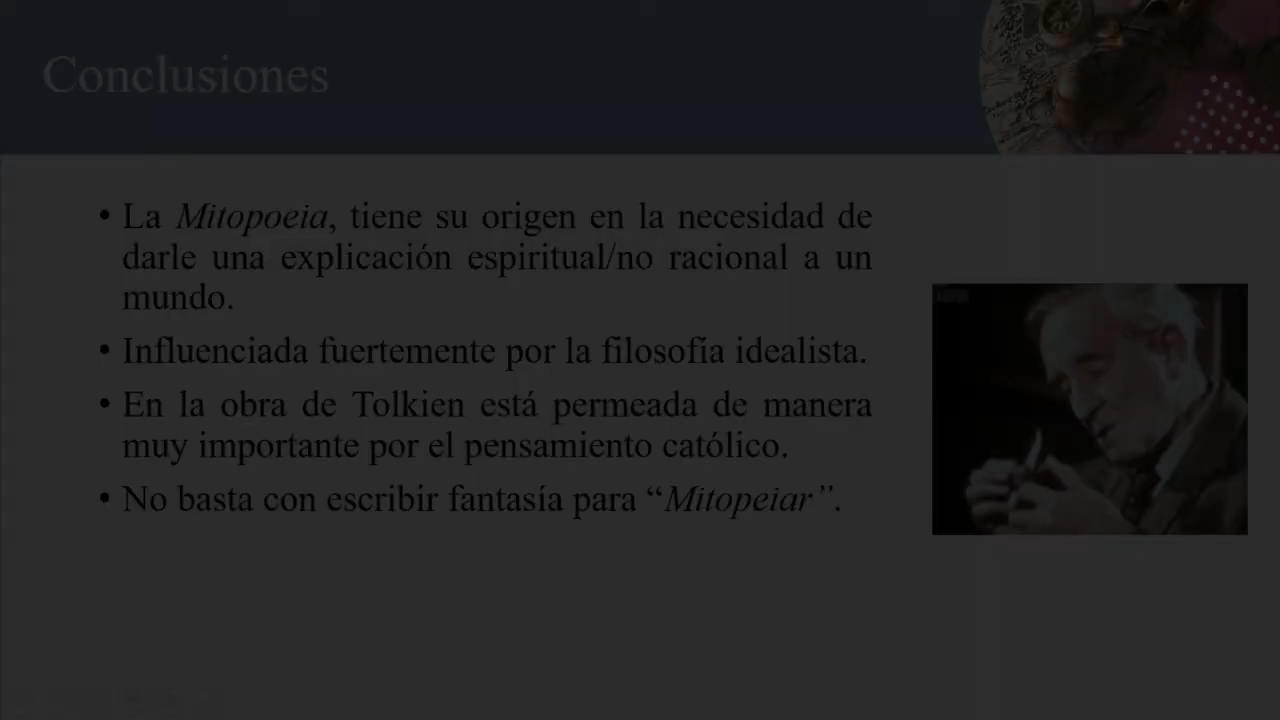 Conclusiones
• La Mitopoeia, tiene su origen en la necesidad de
darle una explicación espiritual/no racional a un
mundo.
• Influenciada fuertemente por la filosofía idealista.
• En la obra de Tolkien está permeada de manera
muy importante por el pensamiento católico.
• No basta con escribir fantasía para “Mitopeiar”.